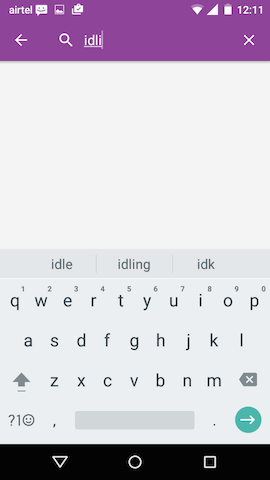 airtel 12:11
idli
idle idling idk
1 2 3 4 5 6 7 8 9 0
q w e r t y u i o p
a s d f g h j k l
z x c v b n m
?1 , .